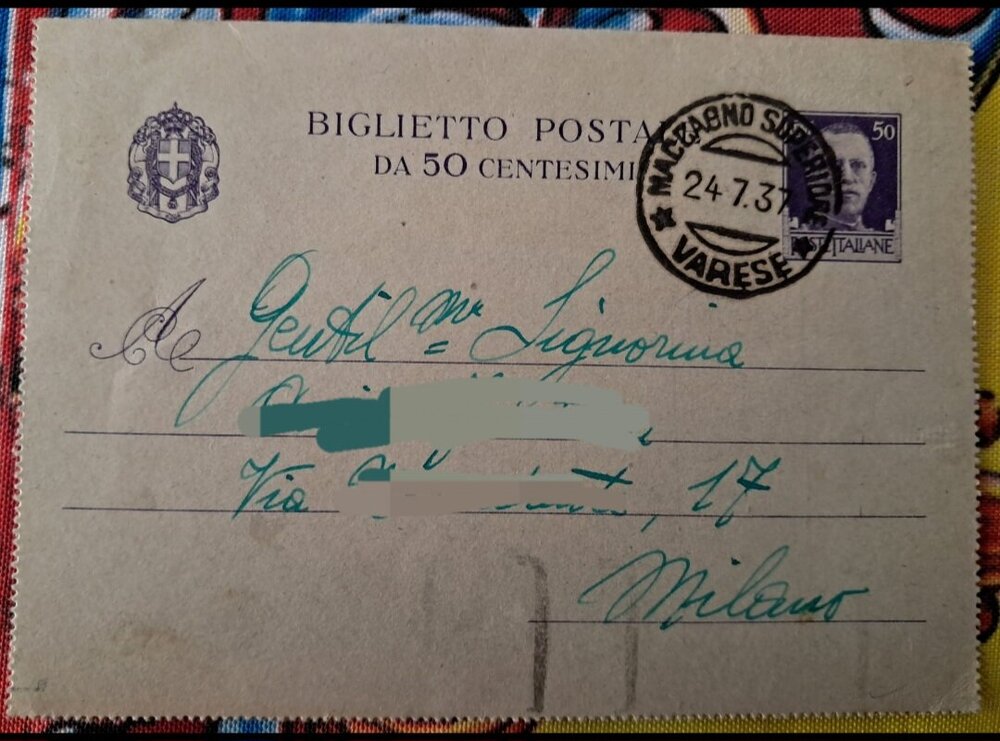 BIGLIETTO POSTA
DA 50 CENTESIMI
MACCAGNO SUPERIORE
24.7.37
VARESE
50
POSTE ITALIANE
A Gentil ma = Signorina
Via , 17
Milano